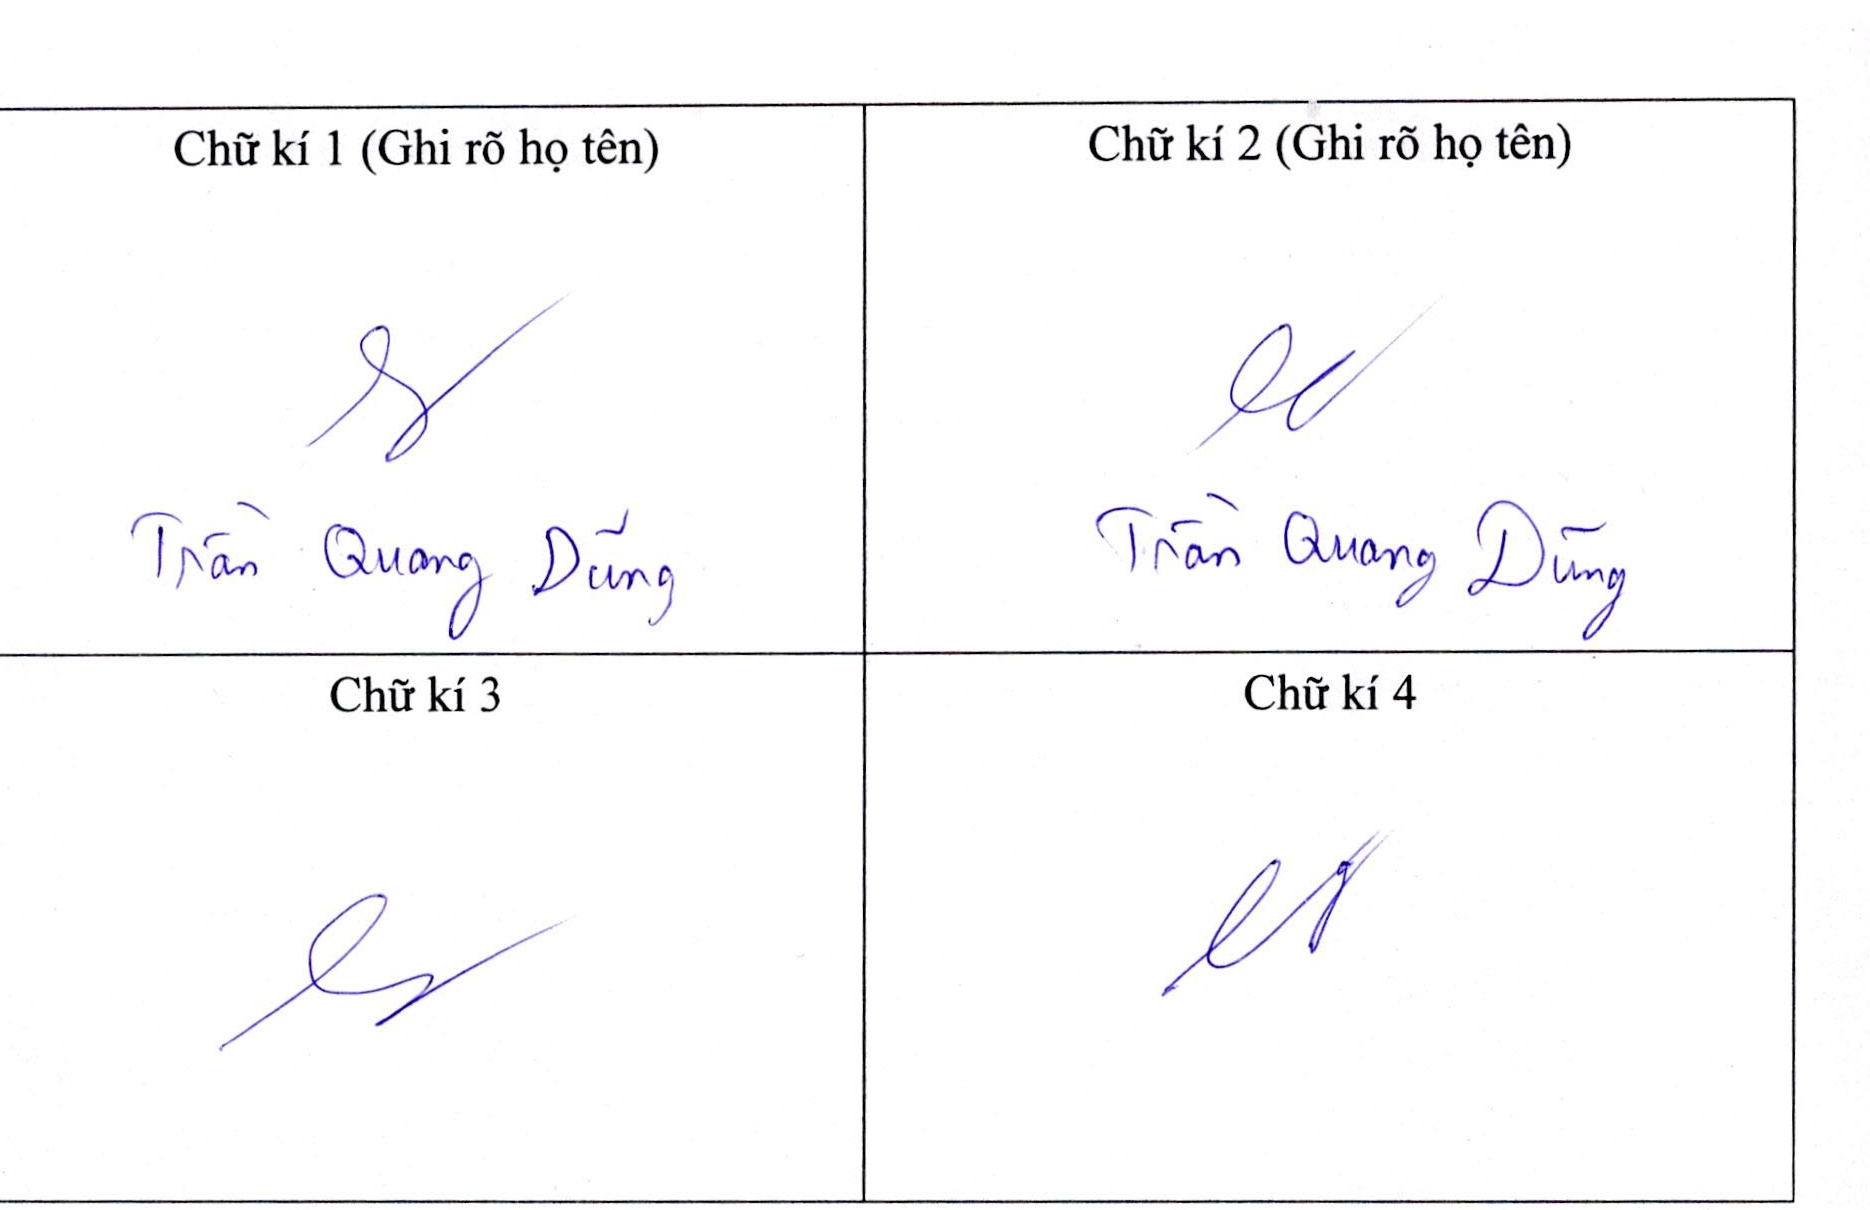 Chữ kí 1 (Ghi rõ họ tên)
Trần Quang Dũng
Chữ kí 2 (Ghi rõ họ tên)
Trần Quang Dũng
Chữ kí 3
Chữ kí 4